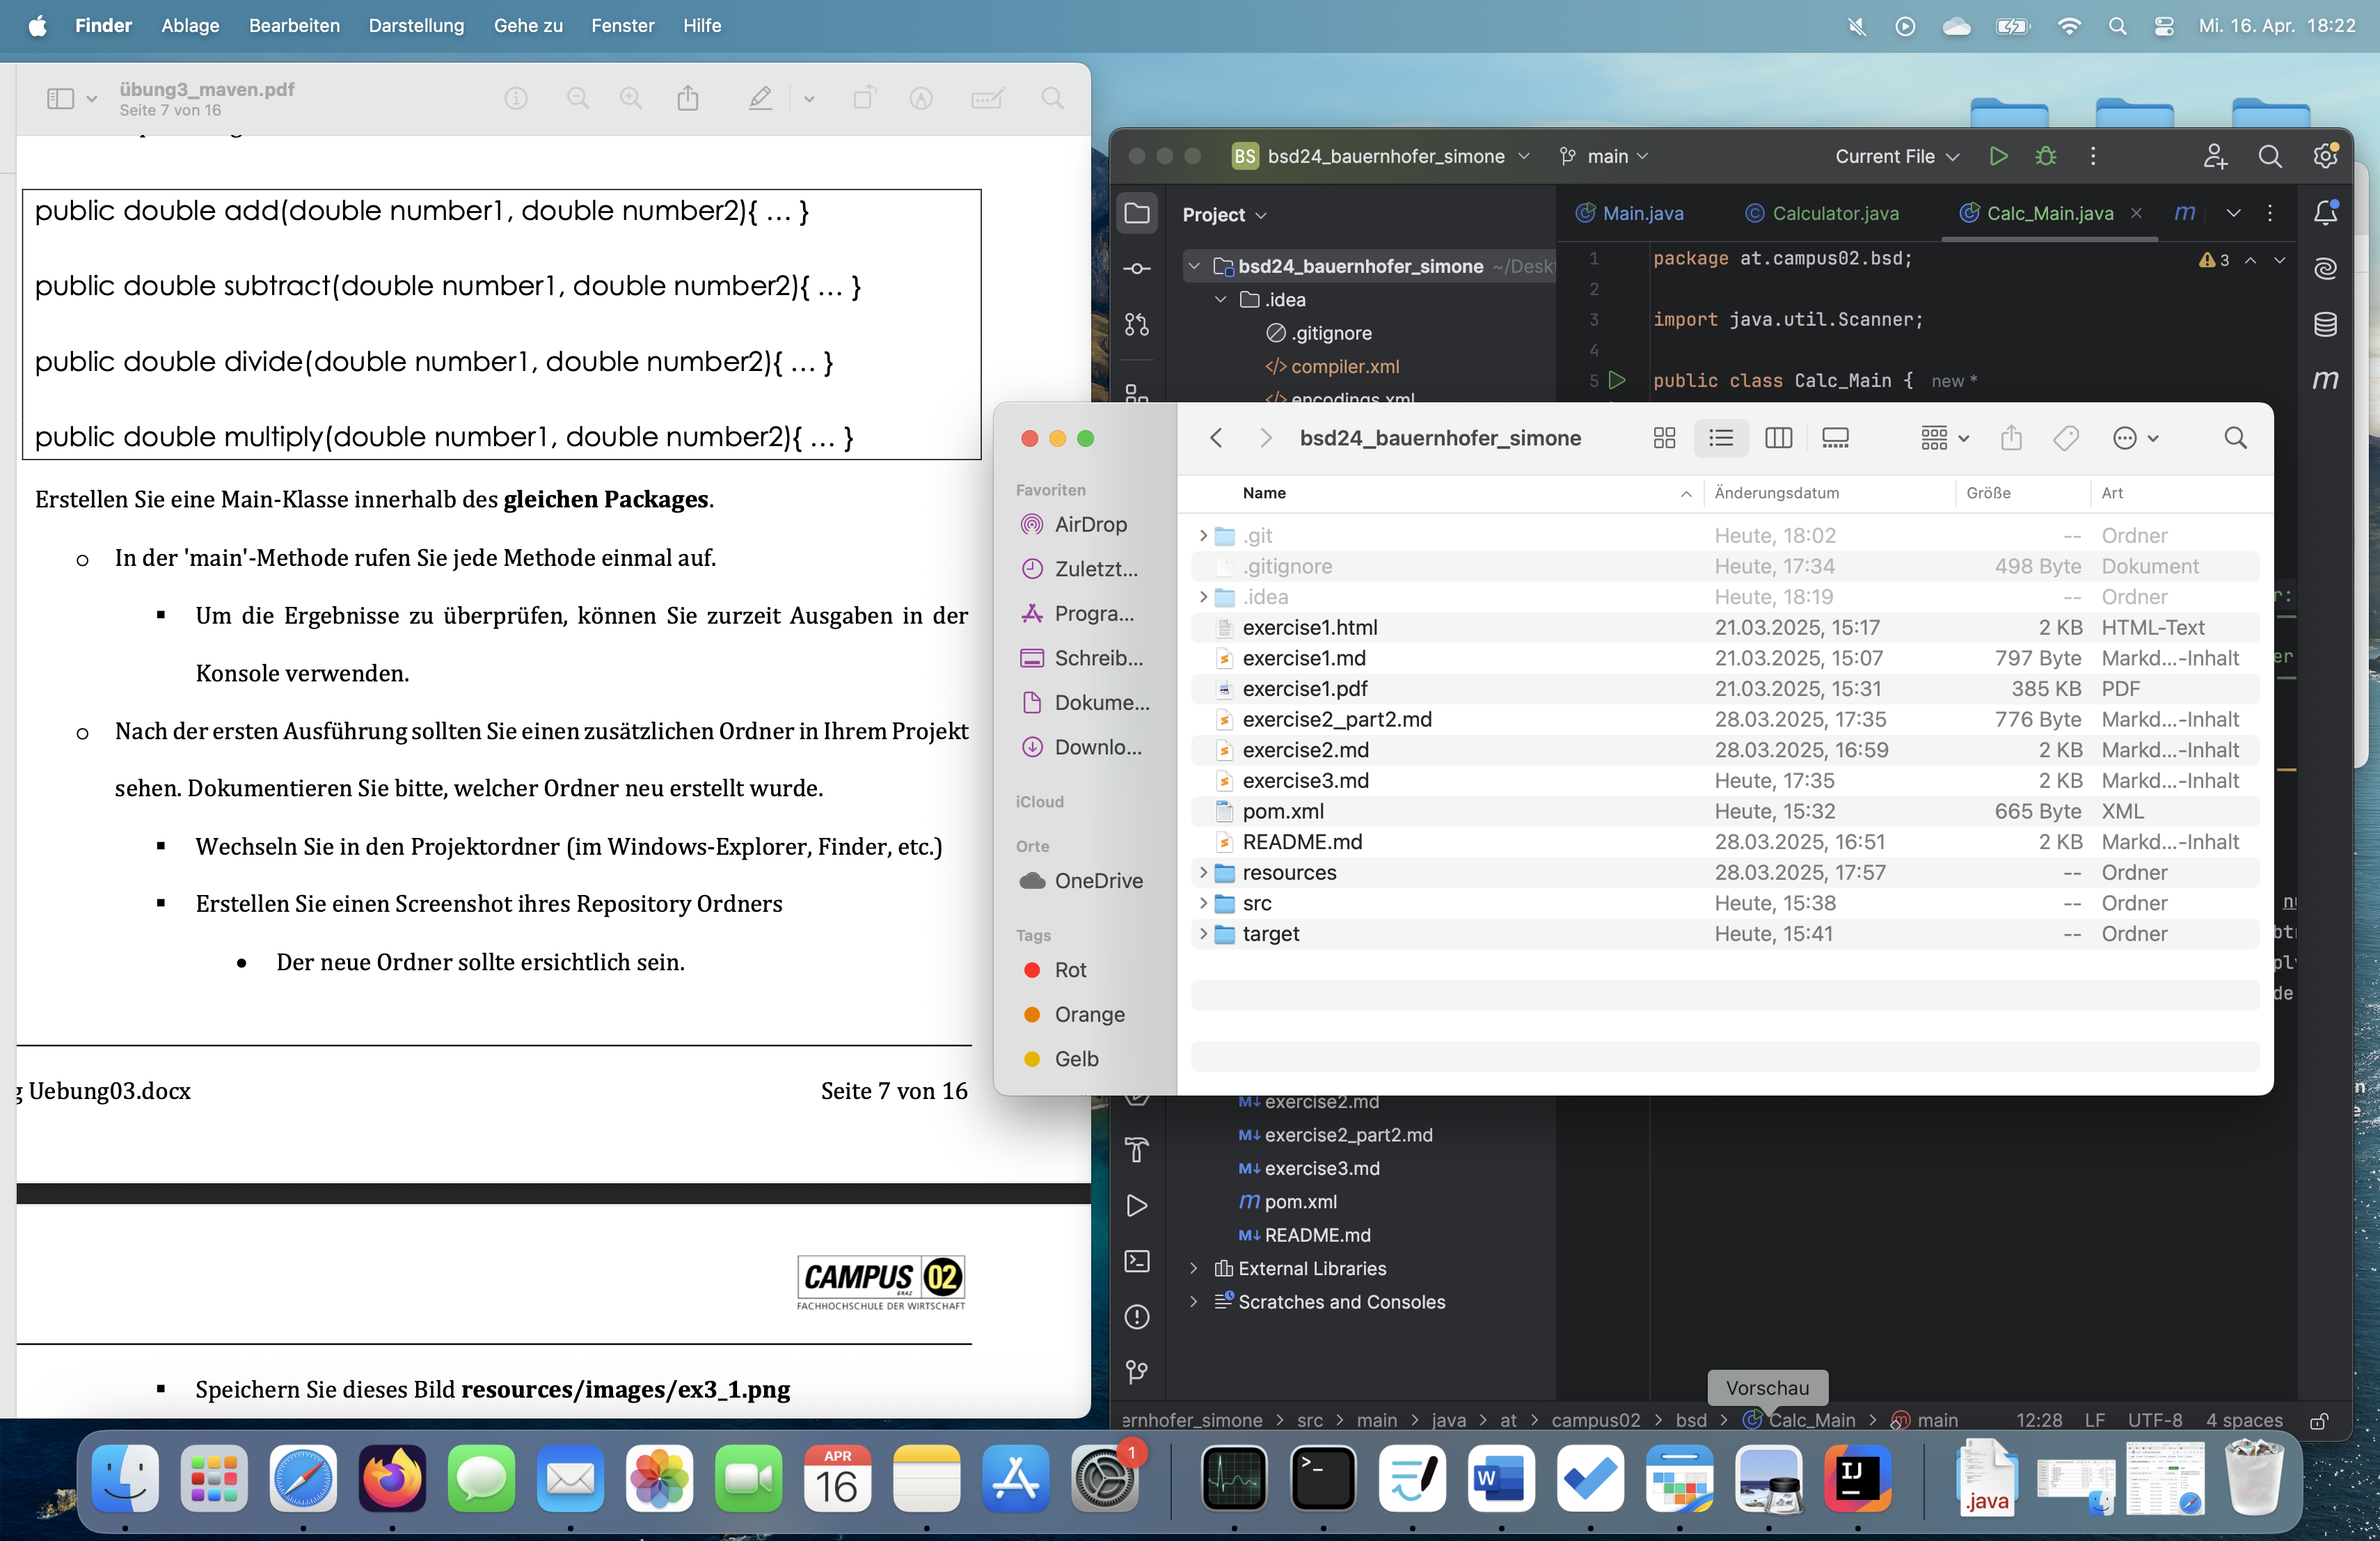 Finder Ablage Bearbeiten Darstellung Gehe zu Fenster Hilfe
Mi. 16. Apr. 18:22
übung3_maven.pdf
Seite 7 von 16
public double add(double number1, double number2){ ... }
public double subtract(double number1, double number2){ ... }
public double divide(double number1, double number2){ ... }
public double multiply(double number1, double number2){ ... }
Erstellen Sie eine Main-Klasse innerhalb des gleichen Packages.
o In der 'main'-Methode rufen Sie jede Methode einmal auf.
▪ Um die Ergebnisse zu überprüfen, können Sie zurzeit Ausgaben in der
Konsole verwenden.
o Nach der ersten Ausführung sollten Sie einen zusätzlichen Ordner in Ihrem Projekt
sehen. Dokumentieren Sie bitte, welcher Ordner neu erstellt wurde.
▪ Wechseln Sie in den Projektordner (im Windows-Explorer, Finder, etc.)
▪ Erstellen Sie einen Screenshot ihres Repository Ordners
• Der neue Ordner sollte ersichtlich sein.
g Uebung03.docx Seite 7 von 16
CAMPUS 02
GRAZ
FACHHOCHSCHULE DER WIRTSCHAFT
▪ Speichern Sie dieses Bild resources/images/ex3_1.png
BS bsd24_bauernhofer_simone main Current File
Project
Main.java Calculator.java Calc_Main.java m
bsd24_bauernhofer_simone ~/Deskt
.idea
.gitignore
compiler.xml
encodings.xml
1 package at.campus02.bsd;
3
2
3 import java.util.Scanner;
4
5 public class Calc_Main { new *
bsd24_bauernhofer_simone
Name Änderungsdatum Größe Art
.git Heute, 18:02 -- Ordner
.gitignore Heute, 17:34 498 Byte Dokument
.idea Heute, 18:19 -- Ordner
exercise1.html 21.03.2025, 15:17 2 KB HTML-Text
exercise1.md 21.03.2025, 15:07 797 Byte Markd...-Inhalt
exercise1.pdf 21.03.2025, 15:31 385 KB PDF
exercise2_part2.md 28.03.2025, 17:35 776 Byte Markd...-Inhalt
exercise2.md 28.03.2025, 16:59 2 KB Markd...-Inhalt
exercise3.md Heute, 17:35 2 KB Markd...-Inhalt
pom.xml Heute, 15:32 665 Byte XML
README.md 28.03.2025, 16:51 2 KB Markd...-Inhalt
resources 28.03.2025, 17:57 -- Ordner
src Heute, 15:38 -- Ordner
target Heute, 15:41 -- Ordner
Favoriten
AirDrop
Zuletzt...
Progra...
Schreib...
Dokume...
Downlo...
iCloud
Orte
OneDrive
Tags
Rot
Orange
Gelb
exercise2.md
exercise2_part2.md
exercise3.md
pom.xml
README.md
External Libraries
Scratches and Consoles
Vorschau
ernhofer_simone > src > main > java > at > campus02 > bsd > Calc_Main > main 12:28 LF UTF-8 4 spaces
APR
16
1
.java